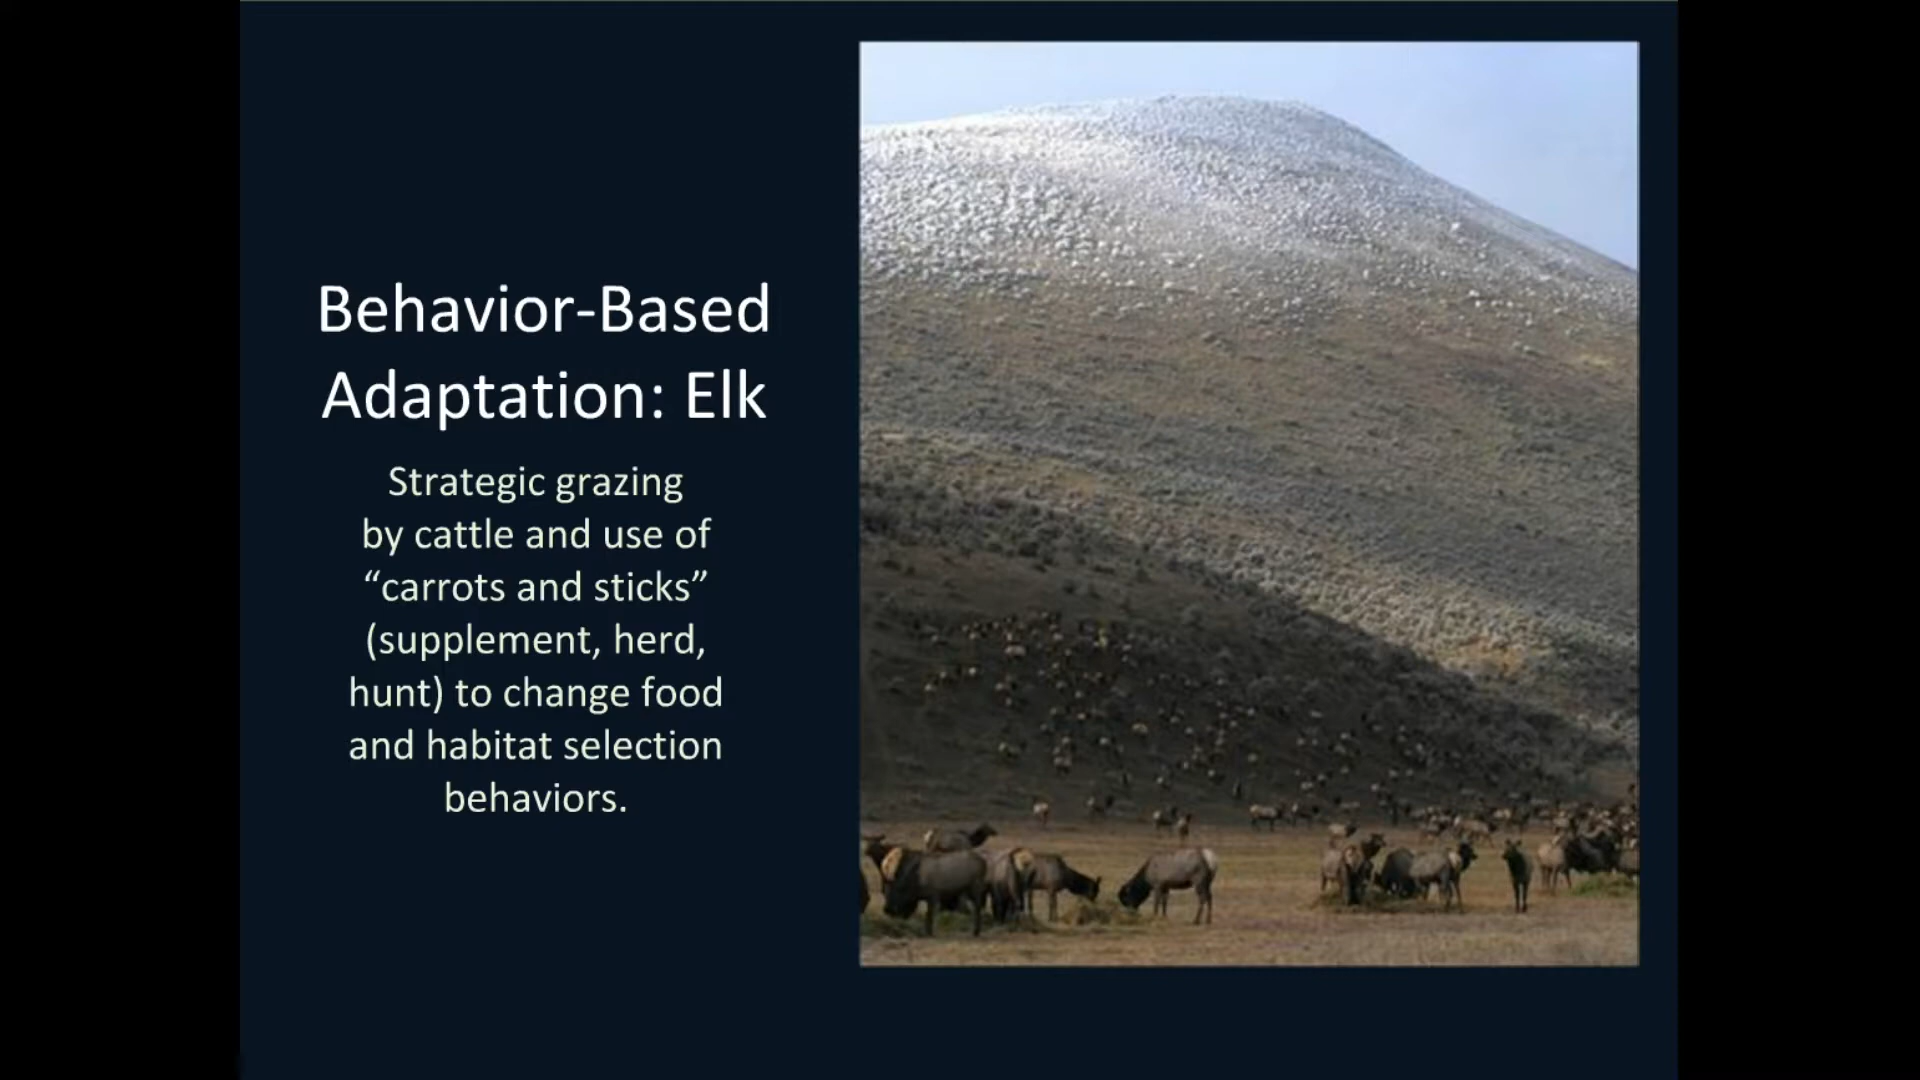 Behavior-Based
Adaptation: Elk
Strategic grazing
by cattle and use of
“carrots and sticks”
(supplement, herd,
hunt) to change food
and habitat selection
behaviors.